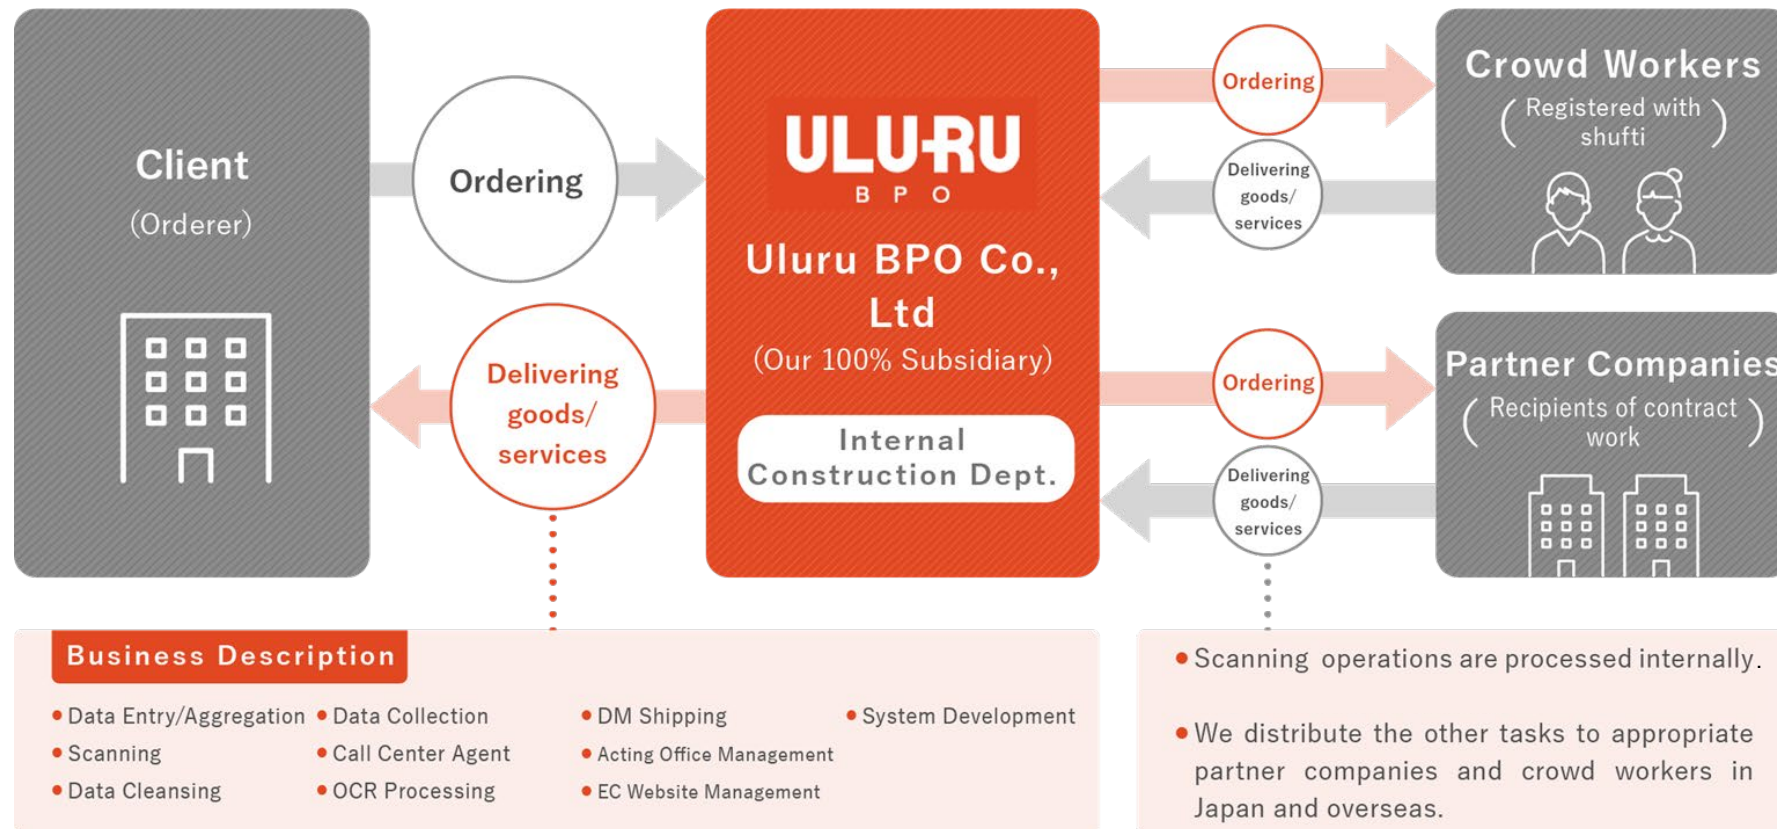 Client
(Orderer)
Ordering
Delivering
goods/
services
ULURU
BPO
Uluru BPO Co.,
Ltd
(Our 100% Subsidiary)
Internal
Construction Dept.
Ordering
Delivering
goods/
services
Crowd Workers
(Registered with
shufti)
Ordering
Delivering
goods/
services
Partner Companies
(Recipients of contract
work)
Business Description
• Data Entry/Aggregation
• Scanning
• Data Cleansing
• Data Collection
• Call Center Agent
• OCR Processing
• DM Shipping
• Acting Office Management
• EC Website Management
• System Development
• Scanning operations are processed internally.
• We distribute the other tasks to appropriate
partner companies and crowd workers in
Japan and overseas.